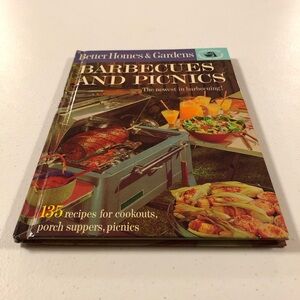 Better Homes & Gardens
BARBECUES
AND PICNICS
The newest in barbecuing!
135 recipes for cookouts,
porch suppers, picnics